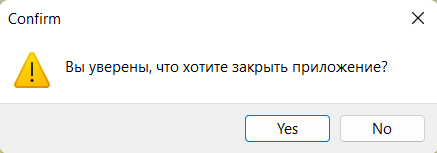 Confirm
Вы уверены, что хотите закрыть приложение?
Yes
No